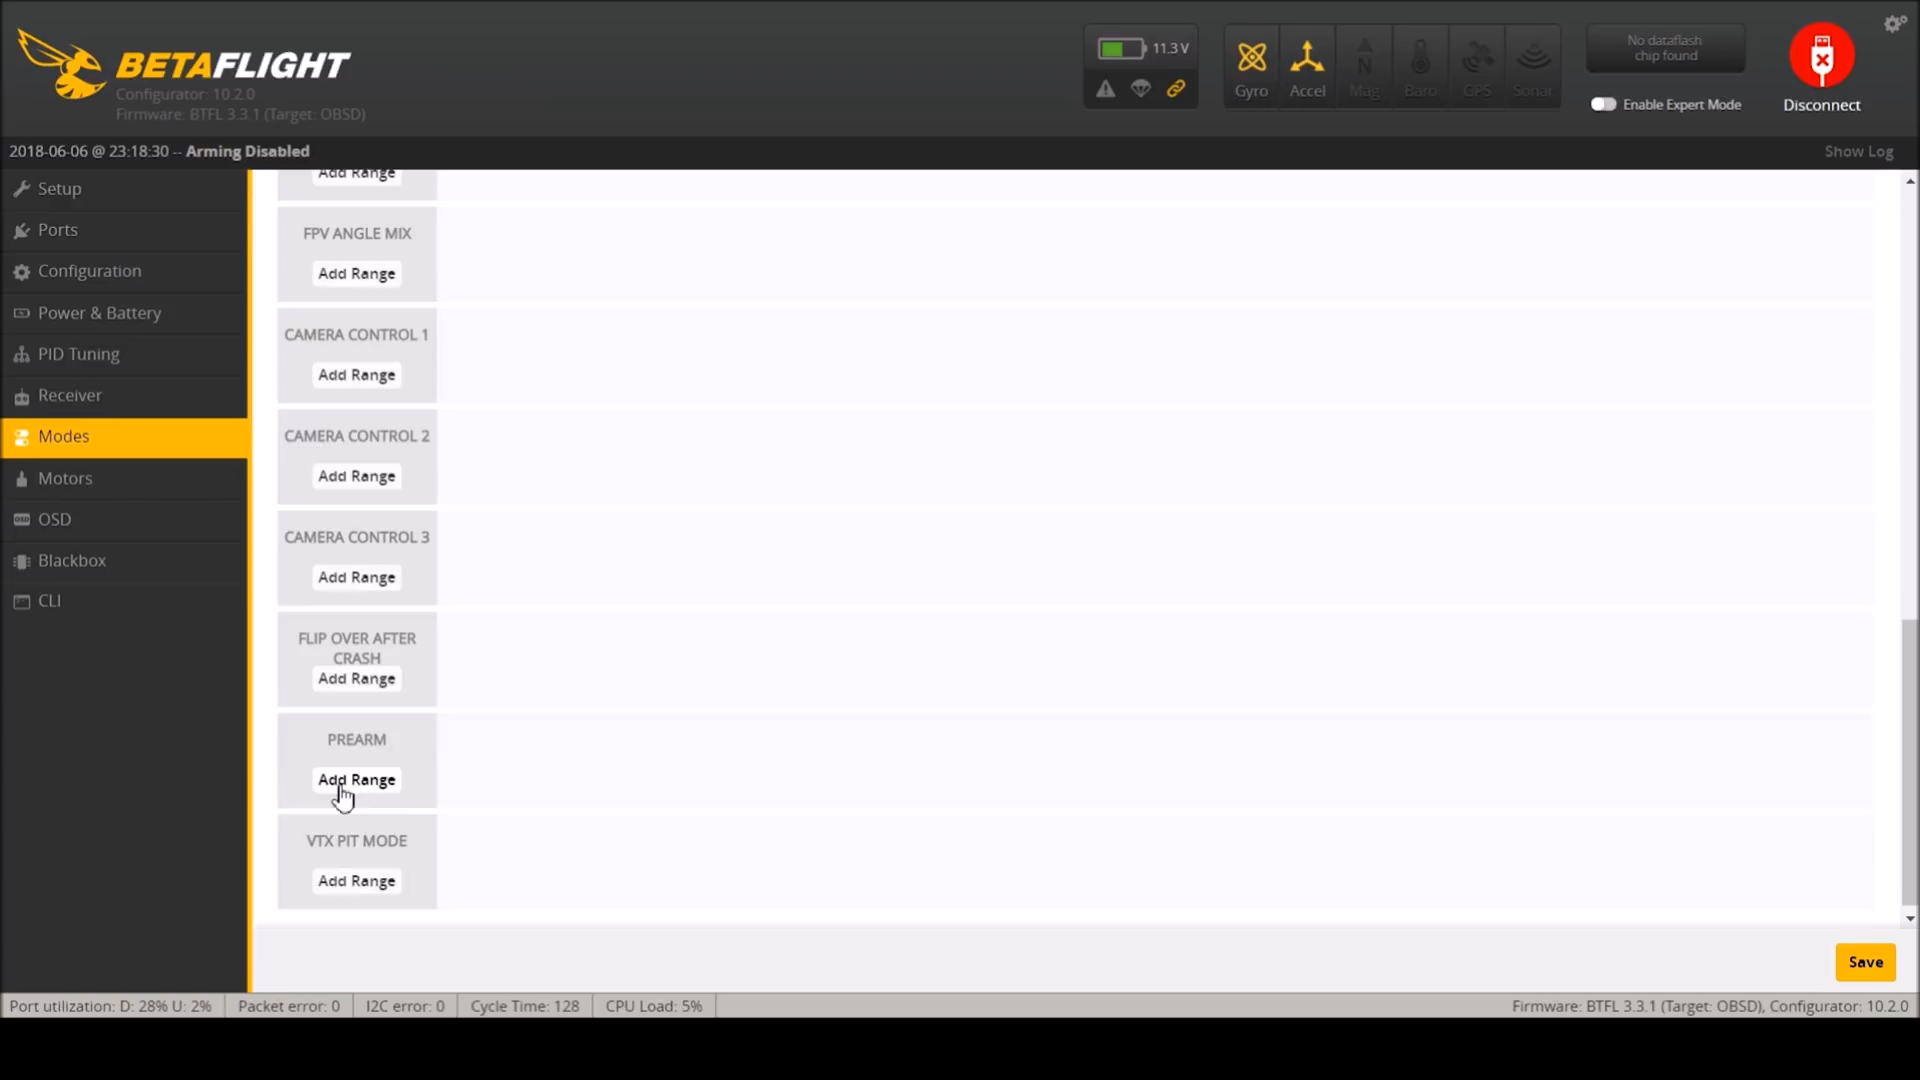 BETAFLIGHT
Configurator: 10.2.0
Firmware: BTFL 3.3.1 (Target: OBSD)
11.3 V
Gyro
Accel
Mag
Baro
GPS
Sonar
No dataflash
chip found
Enable Expert Mode
Disconnect
2018-06-06 @ 23:18:30 -- Arming Disabled
Show Log
Setup
Ports
Configuration
Power & Battery
PID Tuning
Receiver
Modes
Motors
OSD
Blackbox
CLI
Add Range
FPV ANGLE MIX
Add Range
CAMERA CONTROL 1
Add Range
CAMERA CONTROL 2
Add Range
CAMERA CONTROL 3
Add Range
FLIP OVER AFTER
CRASH
Add Range
PREARM
Add Range
VTX PIT MODE
Add Range
Save
Port utilization: D: 28% U: 2%
Packet error: 0
I2C error: 0
Cycle Time: 128
CPU Load: 5%
Firmware: BTFL 3.3.1 (Target: OBSD), Configurator: 10.2.0